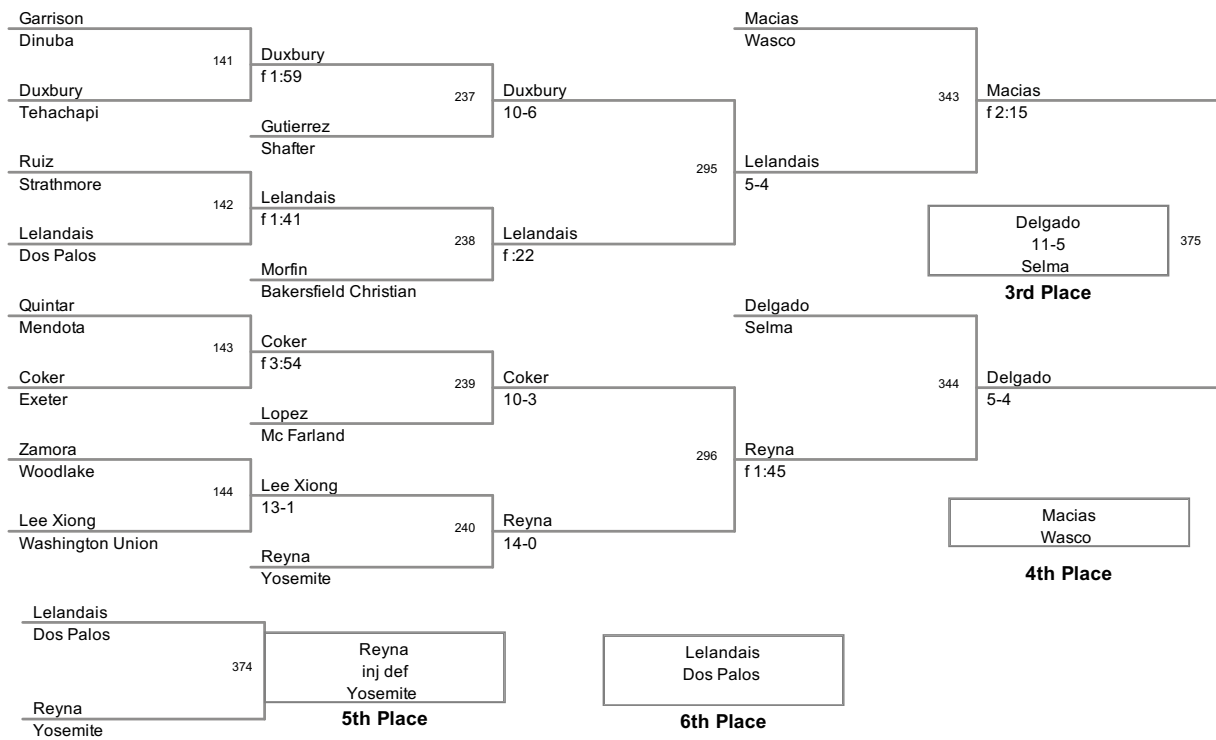 Garrison
Dinuba
141
Duxbury
Tehachapi
Ruiz
Strathmore
142
Lelandais
Dos Palos
Quintar
Mendota
143
Coker
Exeter
Zamora
Woodlake
144
Lee Xiong
Washington Union
Duxbury
f 1:59
237
Gutierrez
Shafter
Lelandais
f 1:41
238
Morfin
Bakersfield Christian
Coker
f 3:54
239
Lopez
Mc Farland
Lee Xiong
13-1
240
Reyna
Yosemite
Duxbury
10-6
295
Lelandais
f :22
Coker
10-3
296
Reyna
14-0
Macias
Wasco
343
Lelandais
5-4
Delgado
Selma
344
Reyna
f 1:45
Macias
f 2:15
Delgado
11-5
Selma
375
3rd Place
Delgado
5-4
Macias
Wasco
4th Place
Lelandais
Dos Palos
374
Reyna
Yosemite
Reyna
inj def
Yosemite
5th Place
Lelandais
Dos Palos
6th Place